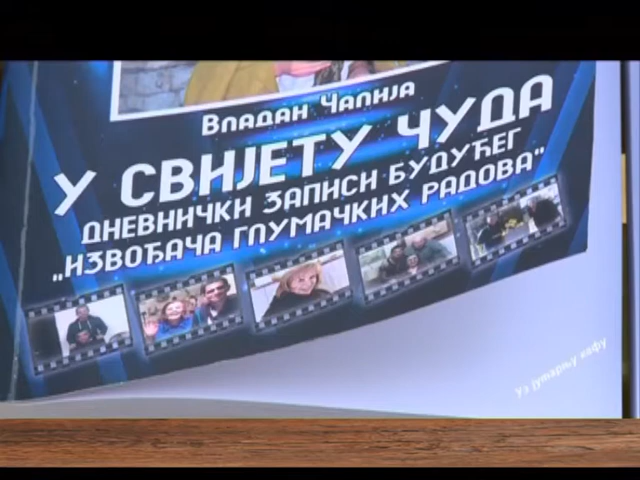 Владан Чалија
У СВИЈЕТУ ЧУДА
ДНЕВНИЧКИ ЗАПИСИ БУДУЋЕГ
„ИЗВОЂАЧА ГЛУМАЧКИХ РАДОВА“
Уз јутарњу кафу